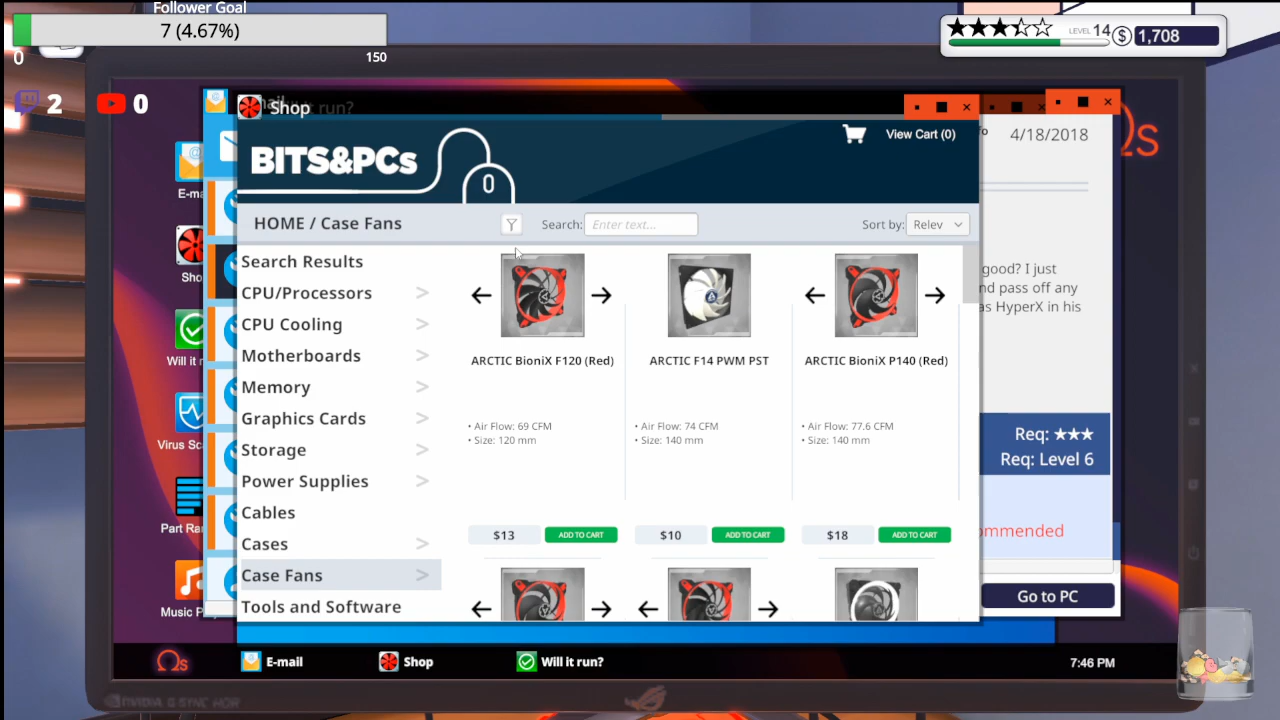 Follower Goal
7 (4.67%)
0
150
2
0
LEVEL 14
$ 1,708
Shop
BITS&PCs
View Cart (0)
4/18/2018
HOME / Case Fans
Search:
Enter text...
Sort by:
Relev
Search Results
CPU/Processors
CPU Cooling
Motherboards
Memory
Graphics Cards
Storage
Power Supplies
Cables
Cases
Case Fans
Tools and Software
ARCTIC BioniX F120 (Red)
• Air Flow: 69 CFM
• Size: 120 mm
$13
ADD TO CART
ARCTIC F14 PWM PST
• Air Flow: 74 CFM
• Size: 140 mm
$10
ADD TO CART
ARCTIC BioniX P140 (Red)
• Air Flow: 77.6 CFM
• Size: 140 mm
$18
ADD TO CART
good? I just
nd pass off any
as HyperX in his
Req: ★★★
Req: Level 6
mmended
Go to PC
E-ma
Sho
Will it r
Virus Sc
Part Ra
Music P
E-mail
Shop
Will it run?
7:46 PM
NVIDIA G-SYNC HDR